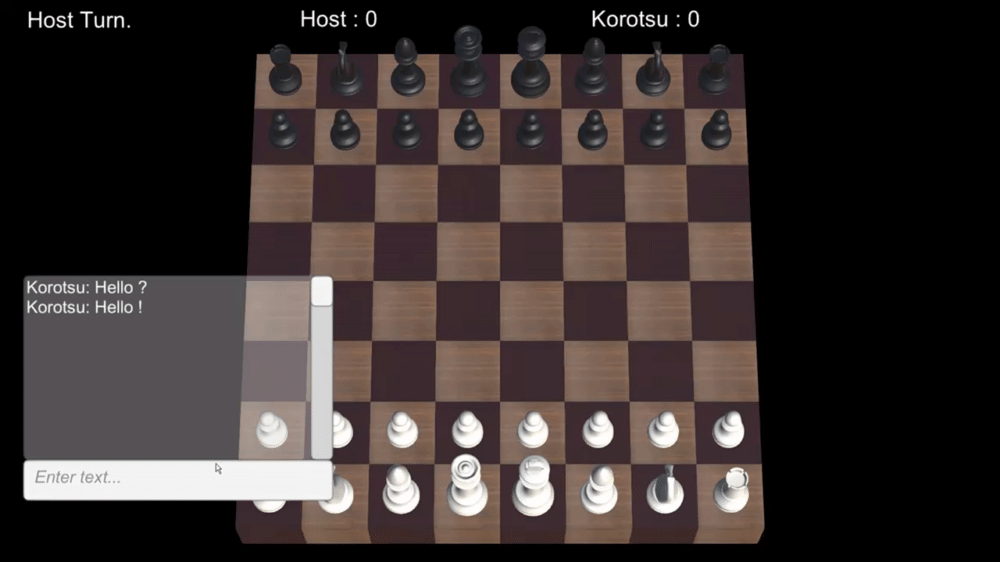 Host Turn.
Host : 0
Korotsu : 0
Korotsu: Hello ?
Korotsu: Hello !
Enter text...